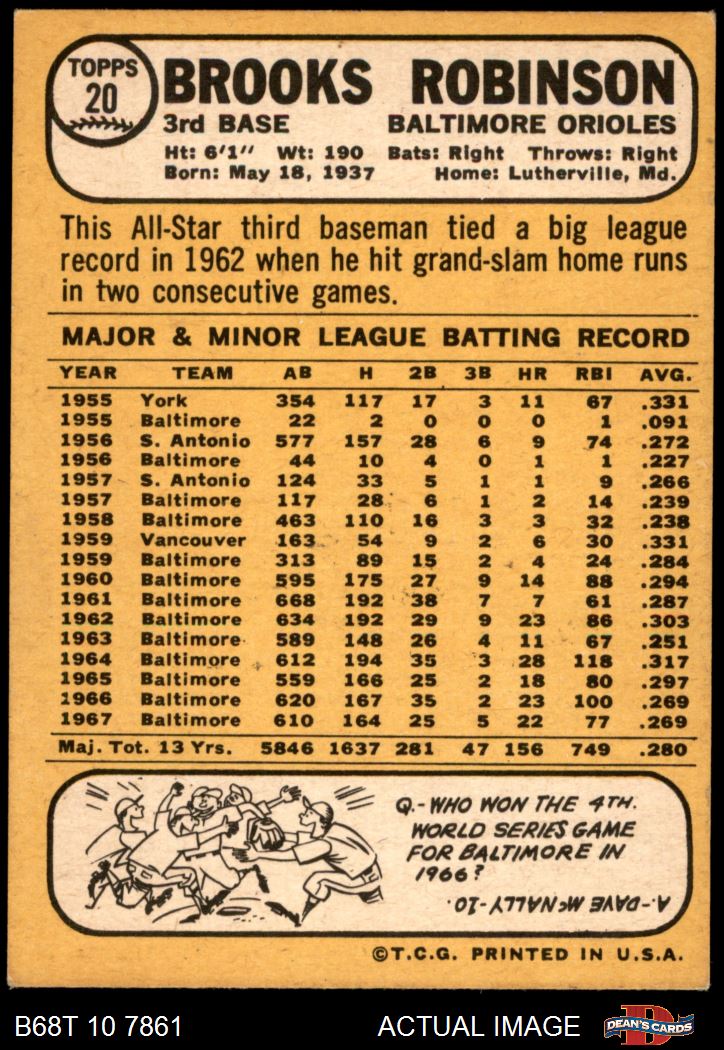 TOPPS
20
BROOKS ROBINSON
3rd BASE BALTIMORE ORIOLES
Ht: 6'1" Wt: 190 Bats: Right Throws: Right
Born: May 18, 1937 Home: Lutherville, Md.
This All-Star third baseman tied a big league
record in 1962 when he hit grand-slam home runs
in two consecutive games.
MAJOR & MINOR LEAGUE BATTING RECORD
YEAR TEAM AB H 2B 3B HR RBI AVG.
1955 York 354 117 17 3 11 67 .331
1955 Baltimore 22 2 0 0 0 1 .091
1956 S. Antonio 577 157 28 6 9 74 .272
1956 Baltimore 44 10 4 0 1 1 .227
1957 S. Antonio 124 33 5 1 1 9 .266
1957 Baltimore 117 28 6 1 2 14 .239
1958 Baltimore 463 110 16 3 3 32 .238
1959 Vancouver 163 54 9 2 6 30 .331
1959 Baltimore 313 89 15 2 4 24 .284
1960 Baltimore 595 175 27 9 14 88 .294
1961 Baltimore 668 192 38 7 7 61 .287
1962 Baltimore 634 192 29 9 23 86 .303
1963 Baltimore 589 148 26 4 11 67 .251
1964 Baltimore 612 194 35 3 28 118 .317
1965 Baltimore 559 166 25 2 18 80 .297
1966 Baltimore 620 167 35 2 23 100 .269
1967 Baltimore 610 164 25 5 22 77 .269
Maj. Tot. 13 Yrs. 5846 1637 281 47 156 749 .280
Q.-WHO WON THE 4TH.
WORLD SERIES GAME
FOR BALTIMORE IN
1966?
A-DAVE McNALLY-10.
©T.C.G. PRINTED IN U.S.A.
B68T 10 7861 ACTUAL IMAGE
D
DEAN'S CARDS